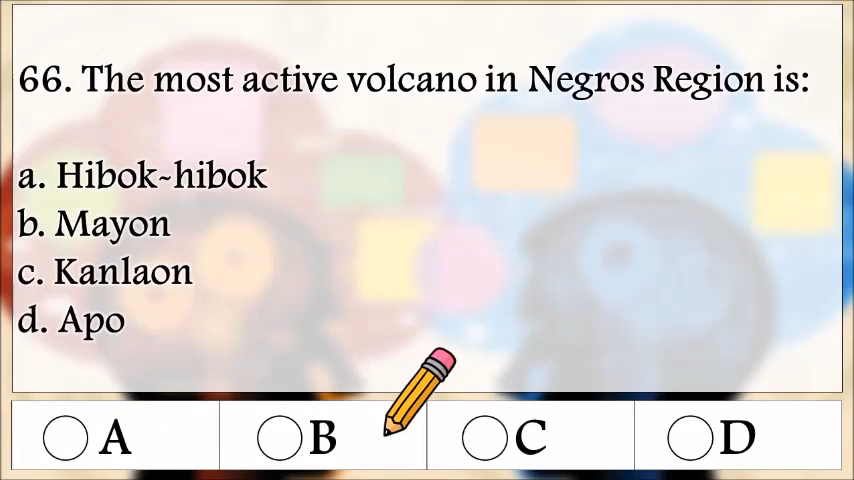 66. The most active volcano in Negros Region is:
a. Hibok-hibok
b. Mayon
c. Kanlaon
d. Apo
A B C D